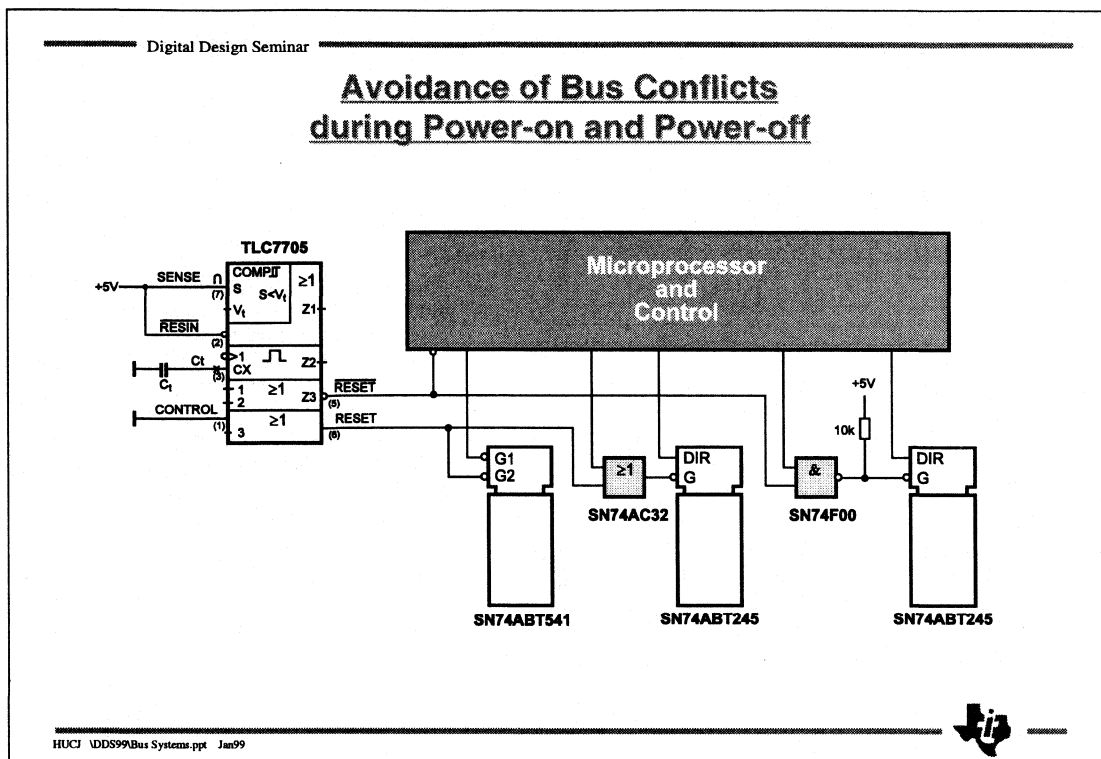 Digital Design Seminar
Avoidance of Bus Conflicts
during Power-on and Power-off
TLC7705
SENSE
+5V
(7)
COMP
S
S<Vt
Vt
≥1
Z1
RESIN
(2)
Ct
Ct
(3)
1
CX
Z2
1
2
≥1
Z3
RESET
(5)
CONTROL
(1)
3
≥1
RESET
(6)
Microprocessor
and
Control
G1
G2
SN74ABT541
≥1
SN74AC32
DIR
G
SN74ABT245
&
SN74F00
+5V
10k
DIR
G
SN74ABT245
HUCJ \DDS99\Bus Systems.ppt Jan99